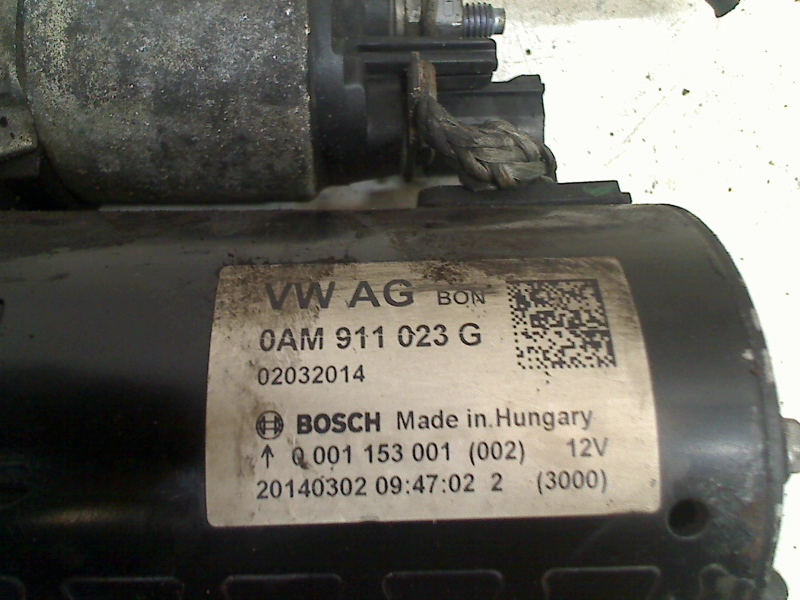 VW AG BON
0AM 911 023 G
02032014
BOSCH Made in Hungary
↑ 0 001 153 001 (002) 12V
20140302 09:47:02 2 (3000)